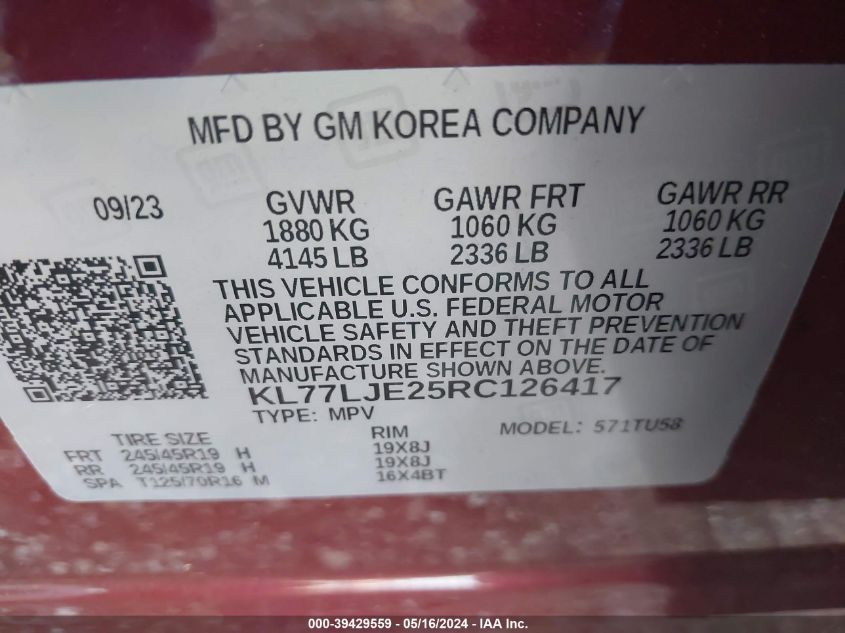 MFD BY GM KOREA COMPANY
09/23 GVWR GAWR FRT GAWR RR
1880 KG 1060 KG 1060 KG
4145 LB 2336 LB 2336 LB
THIS VEHICLE CONFORMS TO ALL
APPLICABLE U.S. FEDERAL MOTOR
VEHICLE SAFETY AND THEFT PREVENTION
STANDARDS IN EFFECT ON THE DATE OF
MANUFACTURE SHOWN ABOVE.
KL77LJE25RC126417
TYPE: MPV MODEL: 571TU58
TIRE SIZE RIM
FRT 245/45R19 H 19X8J
RR 245/45R19 H 19X8J
SPA T125/70R16 M 16X4BT
000-39429559 - 05/16/2024 - IAA Inc.